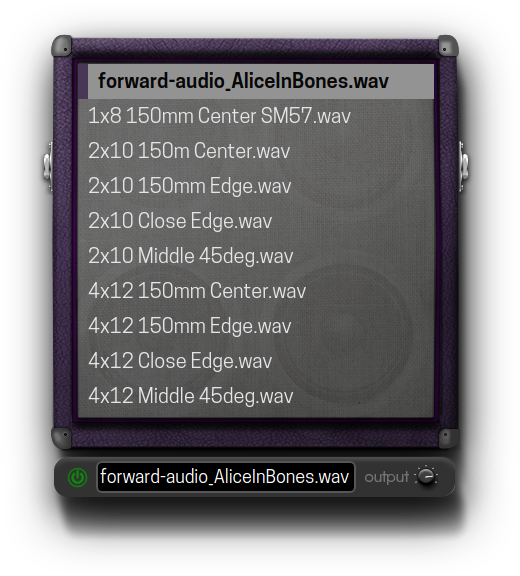 forward-audio_AliceInBones.wav
1x8 150mm Center SM57.wav
2x10 150m Center.wav
2x10 150mm Edge.wav
2x10 Close Edge.wav
2x10 Middle 45deg.wav
4x12 150mm Center.wav
4x12 150mm Edge.wav
4x12 Close Edge.wav
4x12 Middle 45deg.wav
forward-audio_AliceInBones.wav output